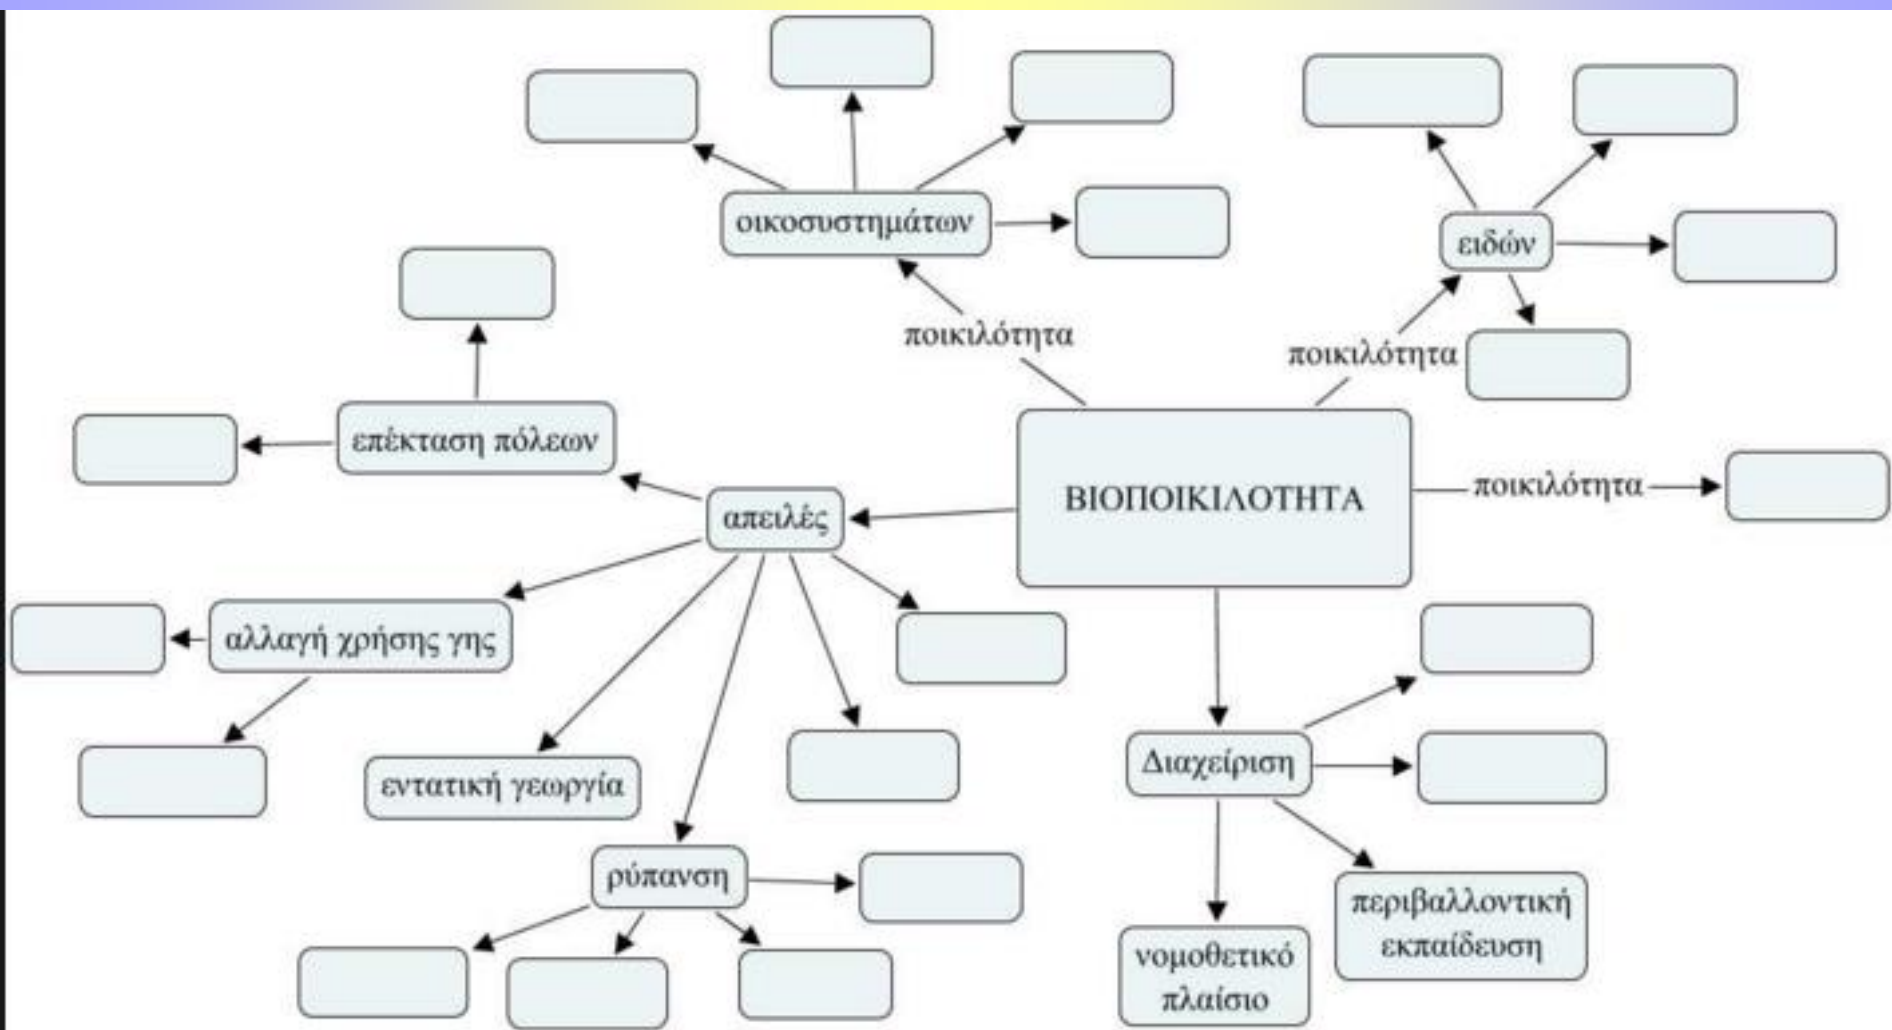 οικοσυστημάτων
ειδών
ποικιλότητα
ποικιλότητα
επέκταση πόλεων
ποικιλότητα
ΒΙΟΠΟΙΚΙΛΟΤΗΤΑ
απειλές
αλλαγή χρήσης γης
Διαχείριση
εντατική γεωργία
ρύπανση
περιβαλλοντική
εκπαίδευση
νομοθετικό
πλαίσιο